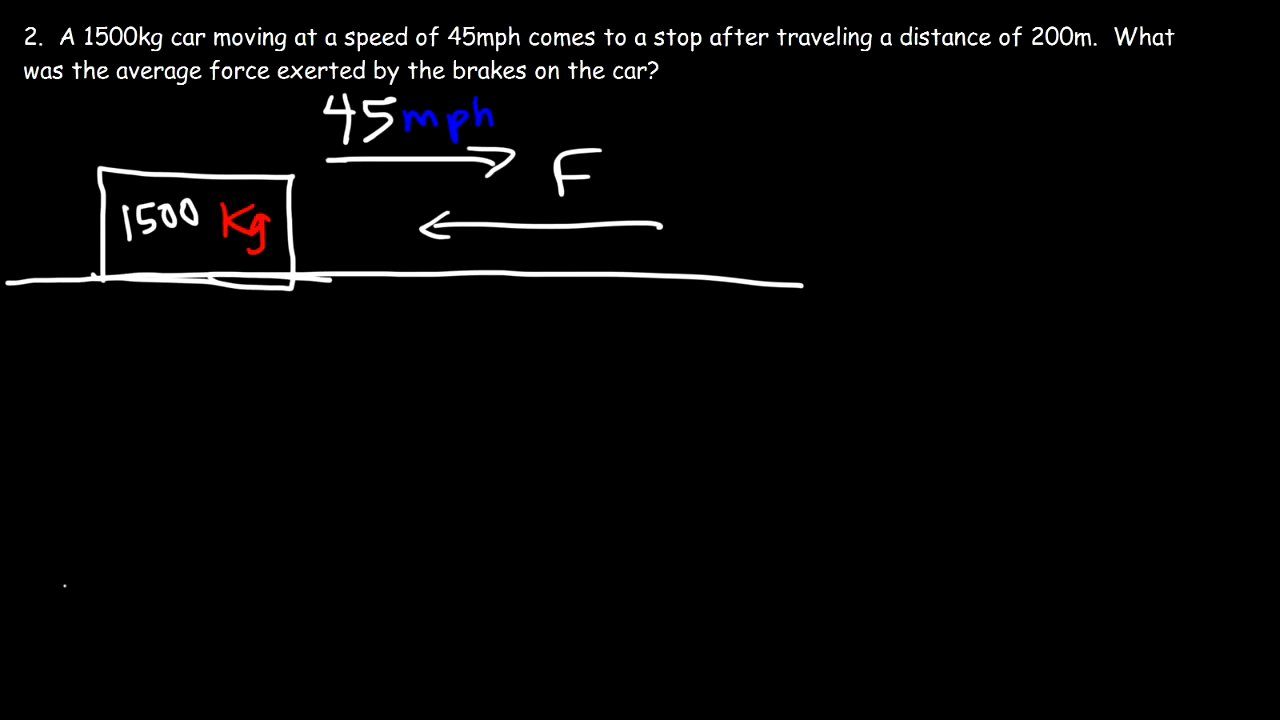 2. A 1500kg car moving at a speed of 45mph comes to a stop after traveling a distance of 200m. What
was the average force exerted by the brakes on the car?
45mph
F
1500 Kg